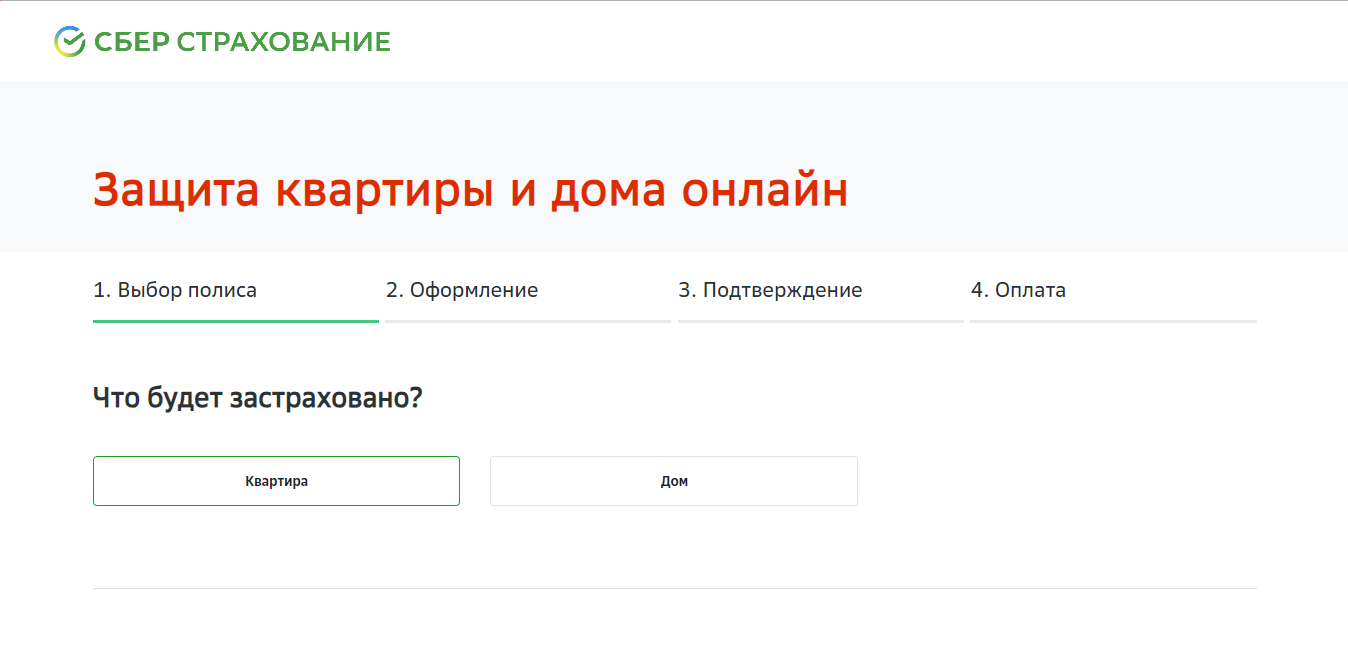 СБЕР СТРАХОВАНИЕ
Защита квартиры и дома онлайн
1. Выбор полиса 2. Оформление 3. Подтверждение 4. Оплата
Что будет застраховано?
Квартира Дом